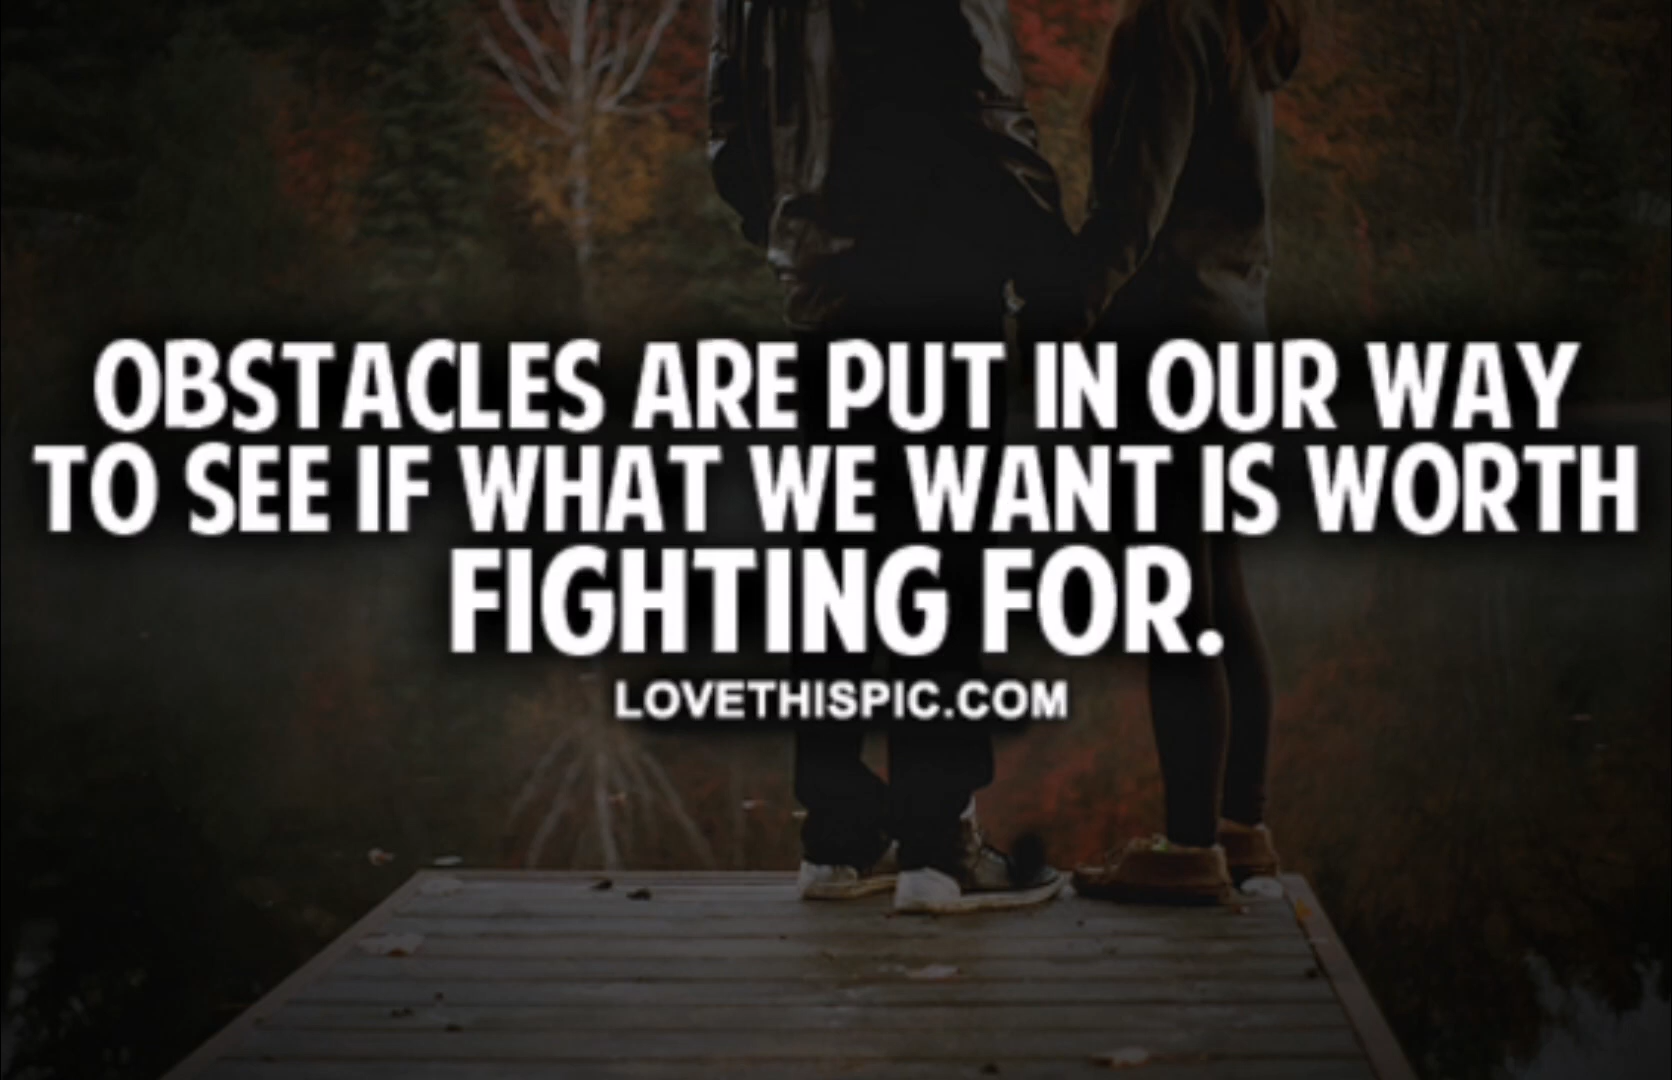 OBSTACLES ARE PUT IN OUR WAY
TO SEE IF WHAT WE WANT IS WORTH
FIGHTING FOR.
LOVETHISPIC.COM